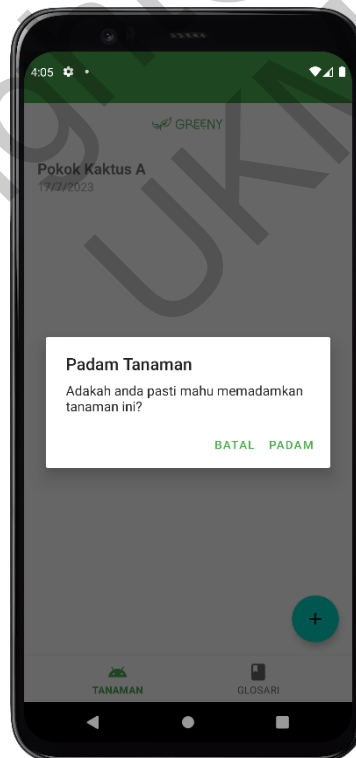 4:05
GREENY
Pokok Kaktus A
17/7/2023
Padam Tanaman
Adakah anda pasti mahu memadamkan
tanaman ini?
BATAL PADAM
+
TANAMAN GLOSARI
UKM